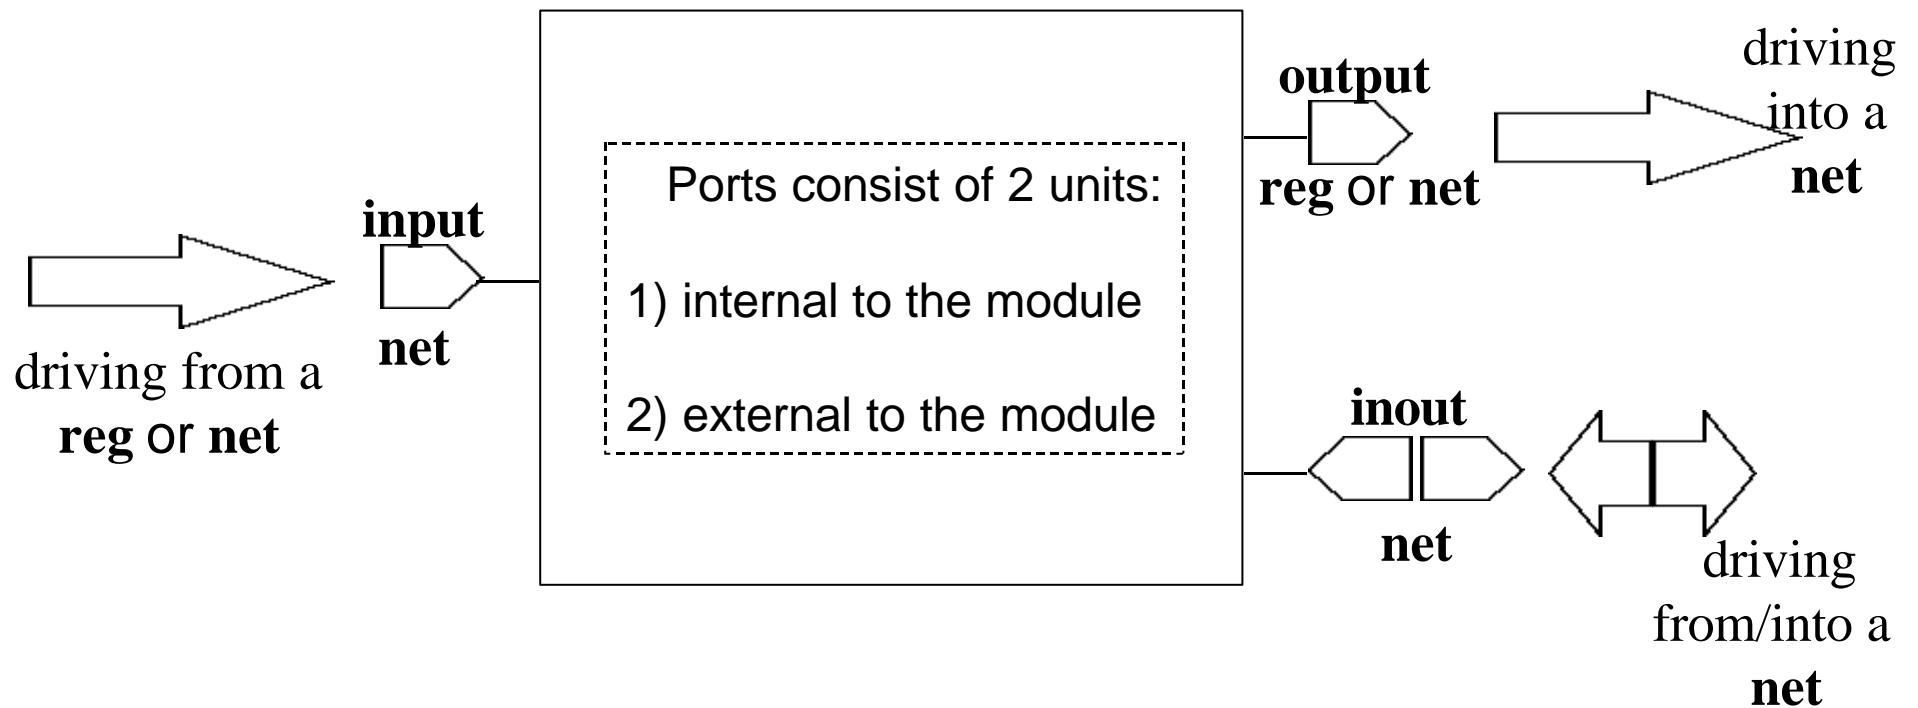 input
net
driving from a
reg or net
Ports consist of 2 units:
1) internal to the module
2) external to the module
output
reg or net
driving
into a
net
inout
net
driving
from/into a
net